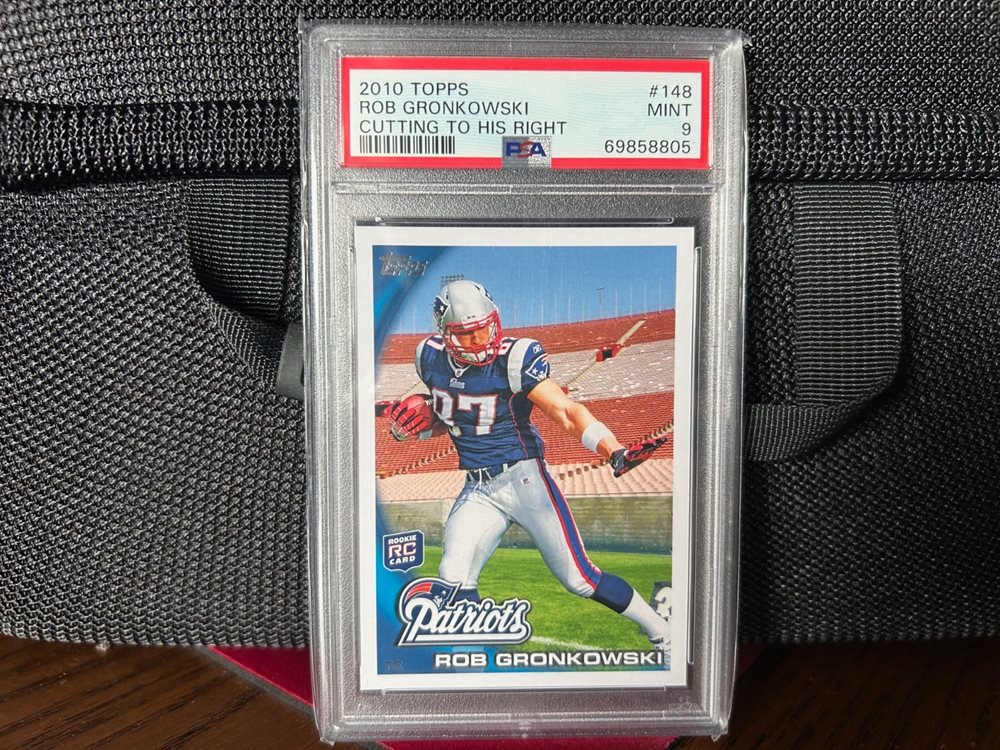 2010 TOPPS #148
ROB GRONKOWSKI MINT
CUTTING TO HIS RIGHT 9
PSA 69858805
Topps
87
87
ROOKIE
RC
CARD
Patriots
ROB GRONKOWSKI